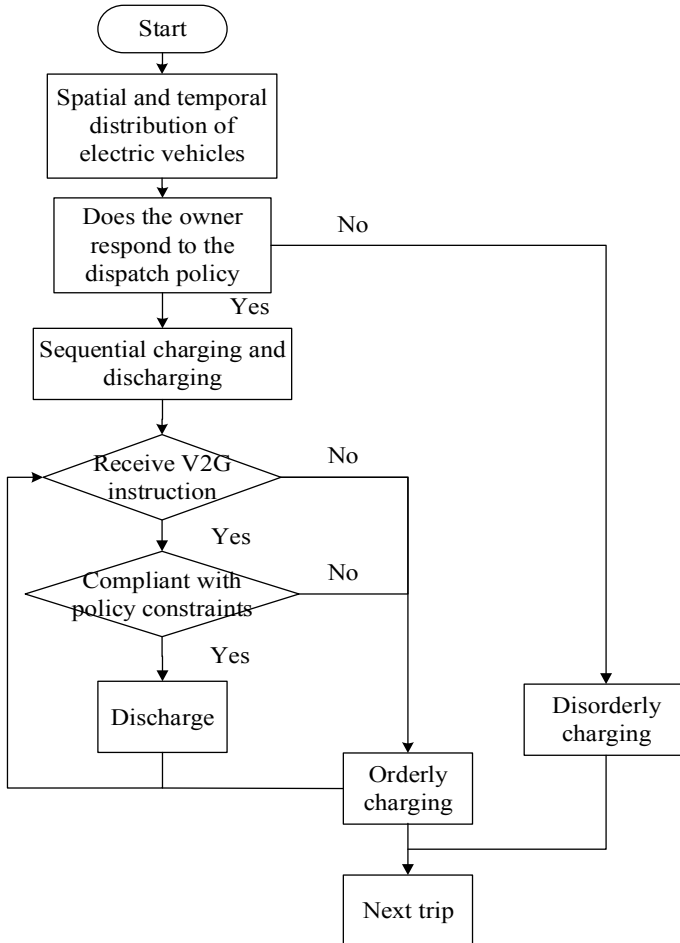 Start
Spatial and temporal
distribution of
electric vehicles
Does the owner
respond to the
dispatch policy
No
Yes
Sequential charging and
discharging
Receive V2G
instruction
No
Yes
Compliant with
policy constraints
No
Yes
Discharge
Disorderly
charging
Orderly
charging
Next trip